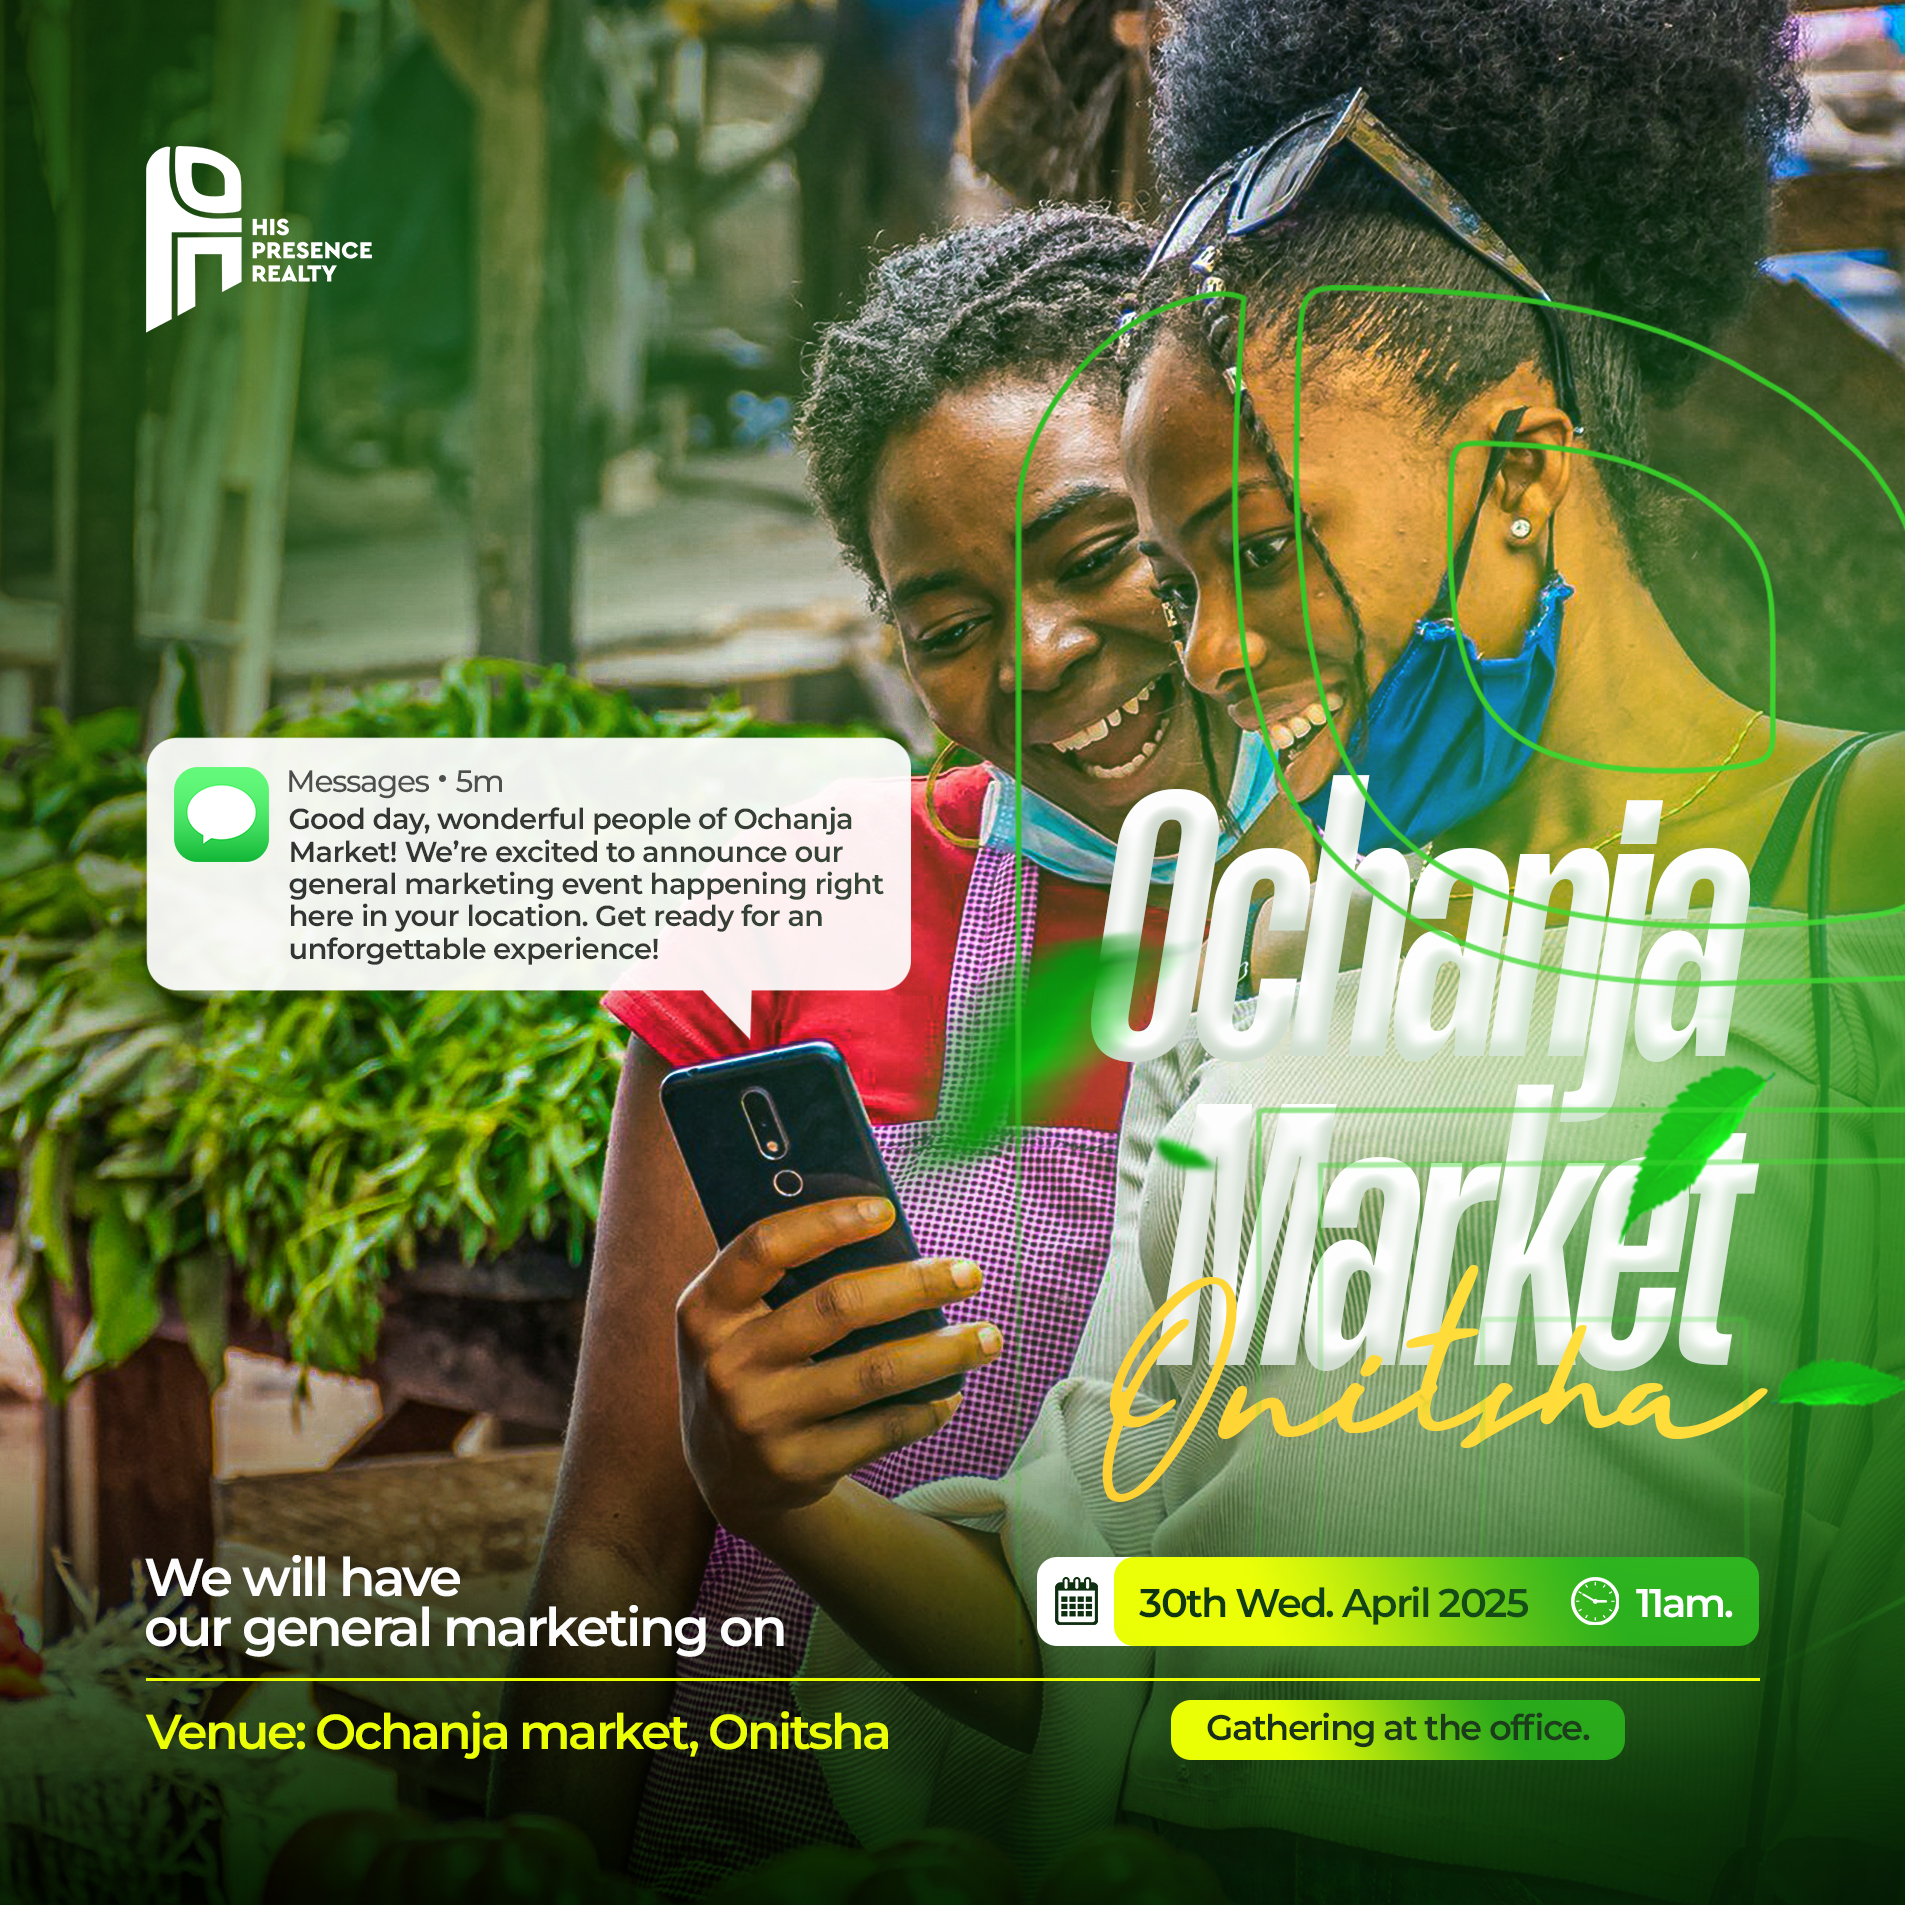 HIS
PRESENCE
REALTY
Messages • 5m
Good day, wonderful people of Ochanja
Market! We’re excited to announce our
general marketing event happening right
here in your location. Get ready for an
unforgettable experience!
Ochanja
Market
Onitsha
We will have
our general marketing on
30th Wed. April 2025 11am.
Venue: Ochanja market, Onitsha
Gathering at the office.